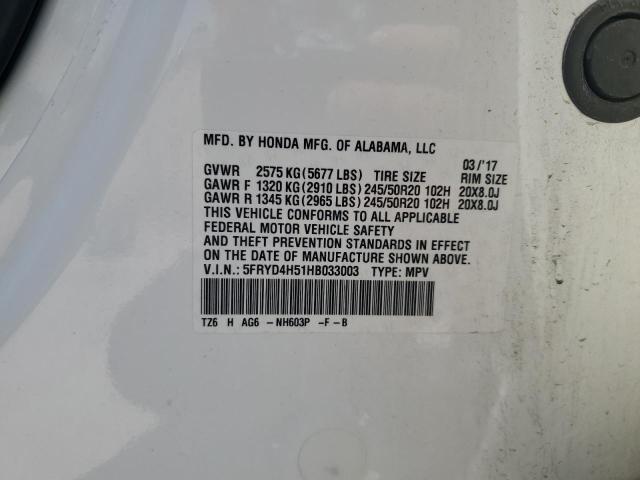 MFD. BY HONDA MFG. OF ALABAMA, LLC
03/'17
GVWR 2575 KG (5677 LBS) TIRE SIZE RIM SIZE
GAWR F 1320 KG (2910 LBS) 245/50R20 102H 20X8.0J
GAWR R 1345 KG (2965 LBS) 245/50R20 102H 20X8.0J
THIS VEHICLE CONFORMS TO ALL APPLICABLE
FEDERAL MOTOR VEHICLE SAFETY
AND THEFT PREVENTION STANDARDS IN EFFECT
ON THE DATE OF MANUFACTURE SHOWN ABOVE.
V.I.N.: 5FRYD4H51HB033003 TYPE: MPV
TZ6 H AG6 -NH603P -F-B